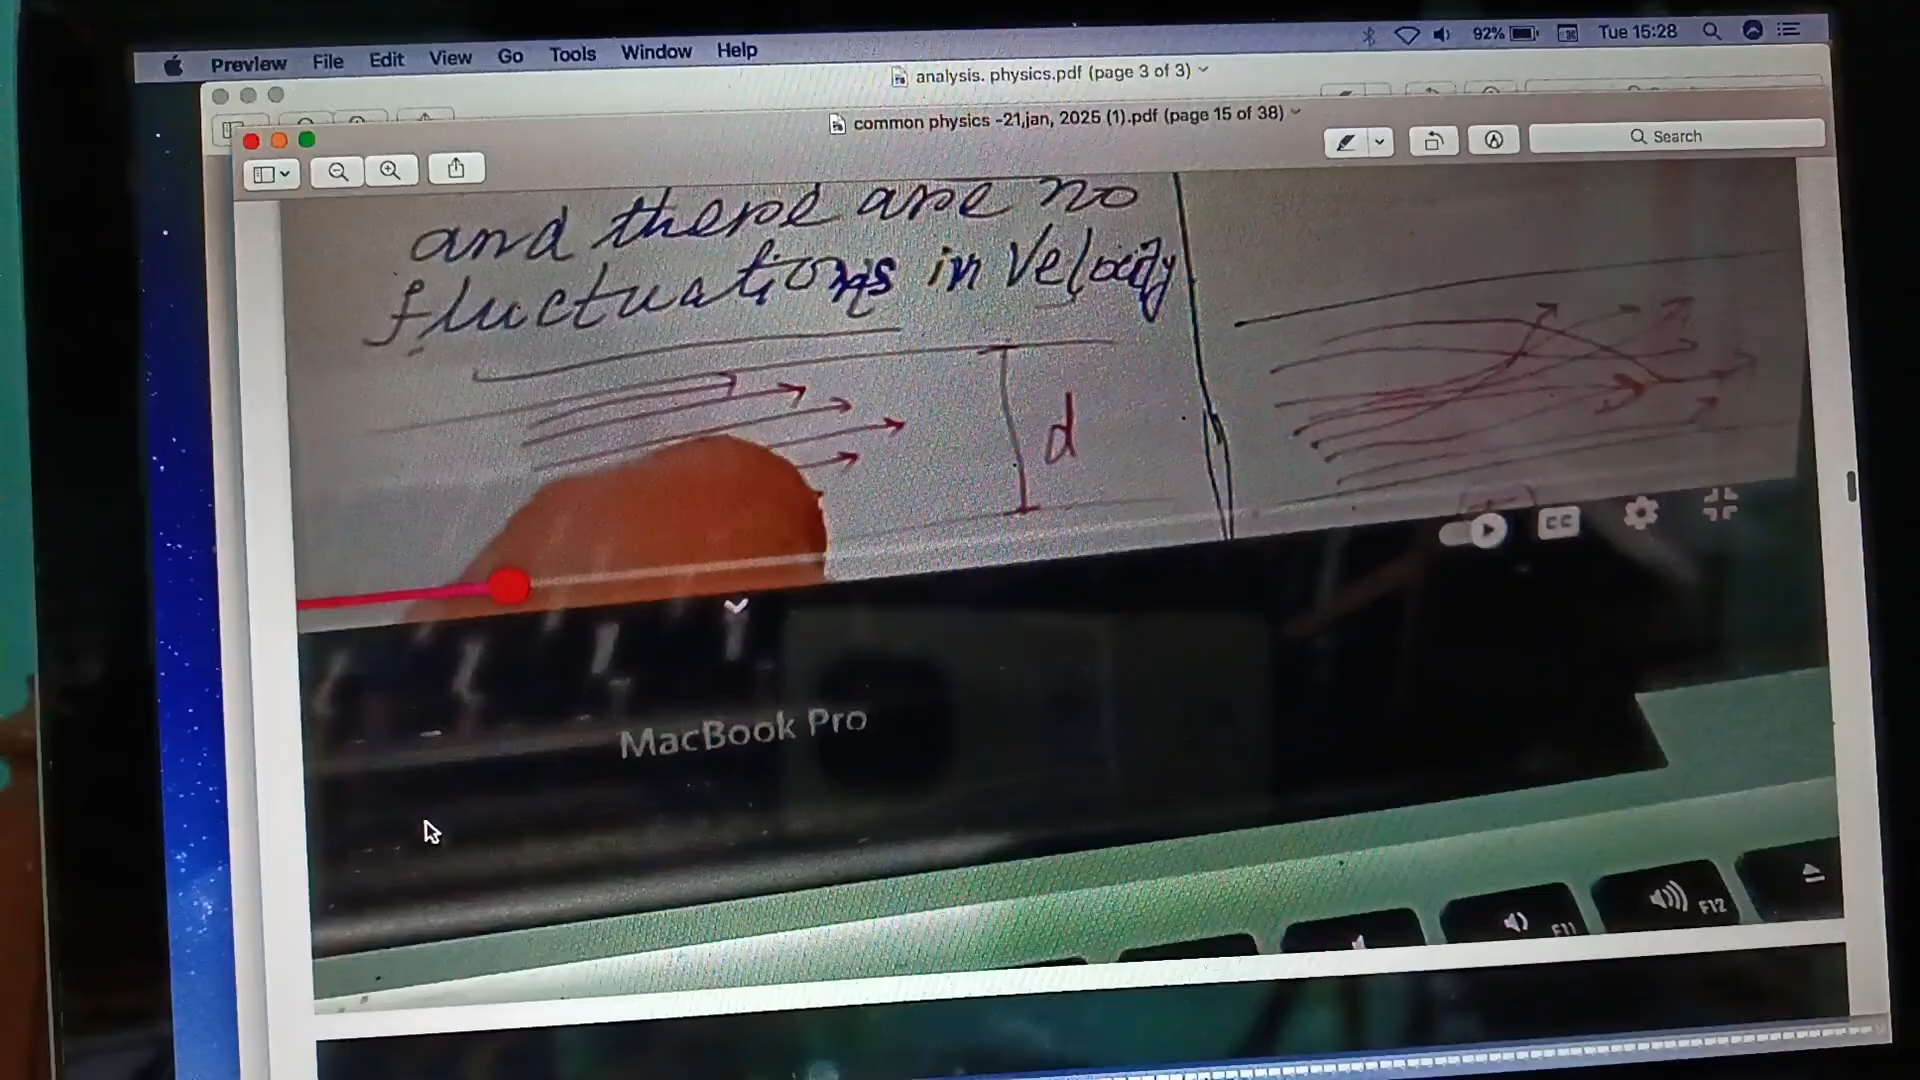 Preview File Edit View Go Tools Window Help
92% Tue 15:28
analysis. physics.pdf (page 3 of 3)
common physics -21,jan, 2025 (1).pdf (page 15 of 38)
Search
and there are no
fluctuations in Velocity
d
CC
MacBook Pro
F11
F12